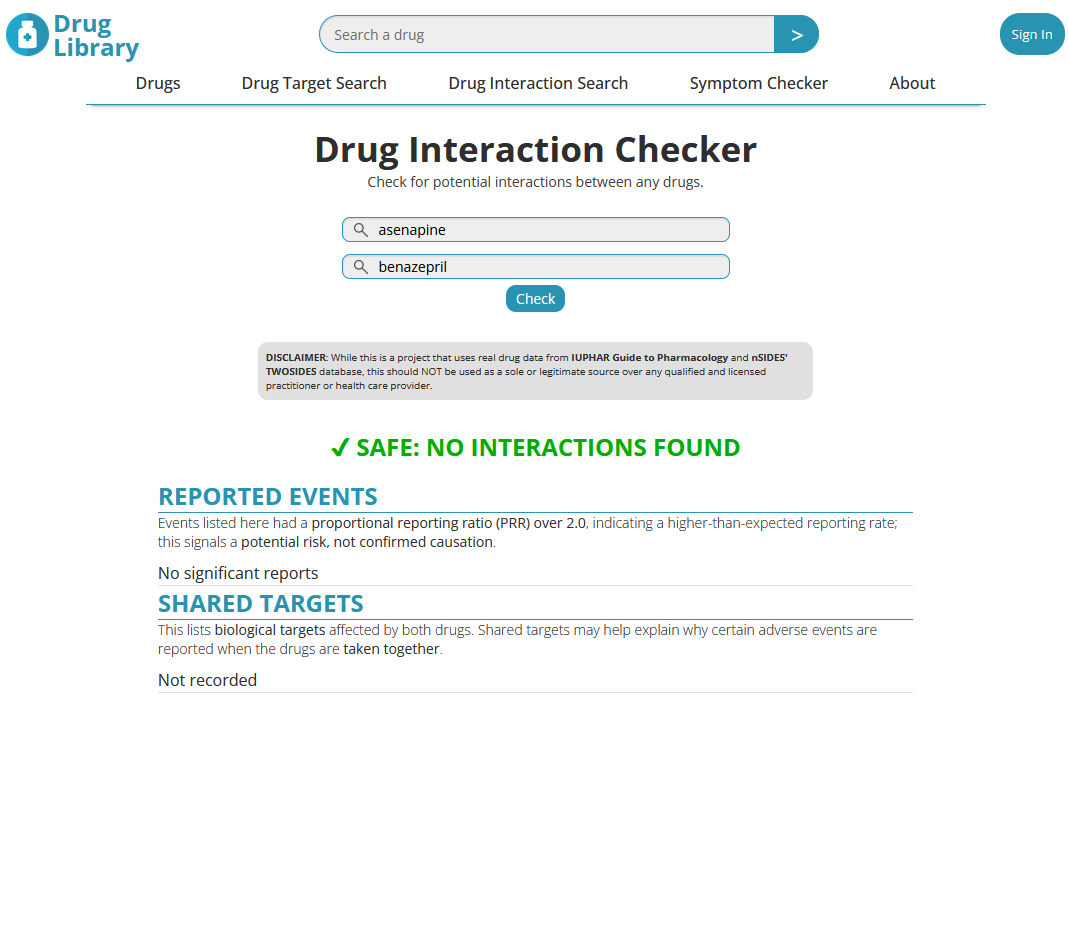 Drug
Library
Search a drug
>
Sign In
Drugs
Drug Target Search
Drug Interaction Search
Symptom Checker
About
Drug Interaction Checker
Check for potential interactions between any drugs.
asenapine
benazepril
Check
DISCLAIMER: While this is a project that uses real drug data from IUPHAR Guide to Pharmacology and nSIDES'
TWOSIDES database, this should NOT be used as a sole or legitimate source over any qualified and licensed
practitioner or health care provider.
✓ SAFE: NO INTERACTIONS FOUND
REPORTED EVENTS
Events listed here had a proportional reporting ratio (PRR) over 2.0, indicating a higher-than-expected reporting rate;
this signals a potential risk, not confirmed causation.
No significant reports
SHARED TARGETS
This lists biological targets affected by both drugs. Shared targets may help explain why certain adverse events are
reported when the drugs are taken together.
Not recorded